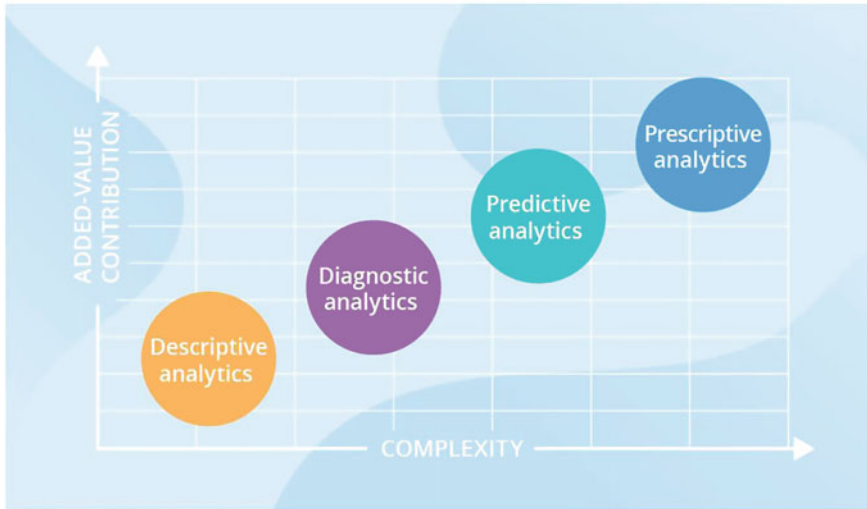 ADDED-VALUE
CONTRIBUTION
Prescriptive
analytics
Predictive
analytics
Diagnostic
analytics
Descriptive
analytics
COMPLEXITY